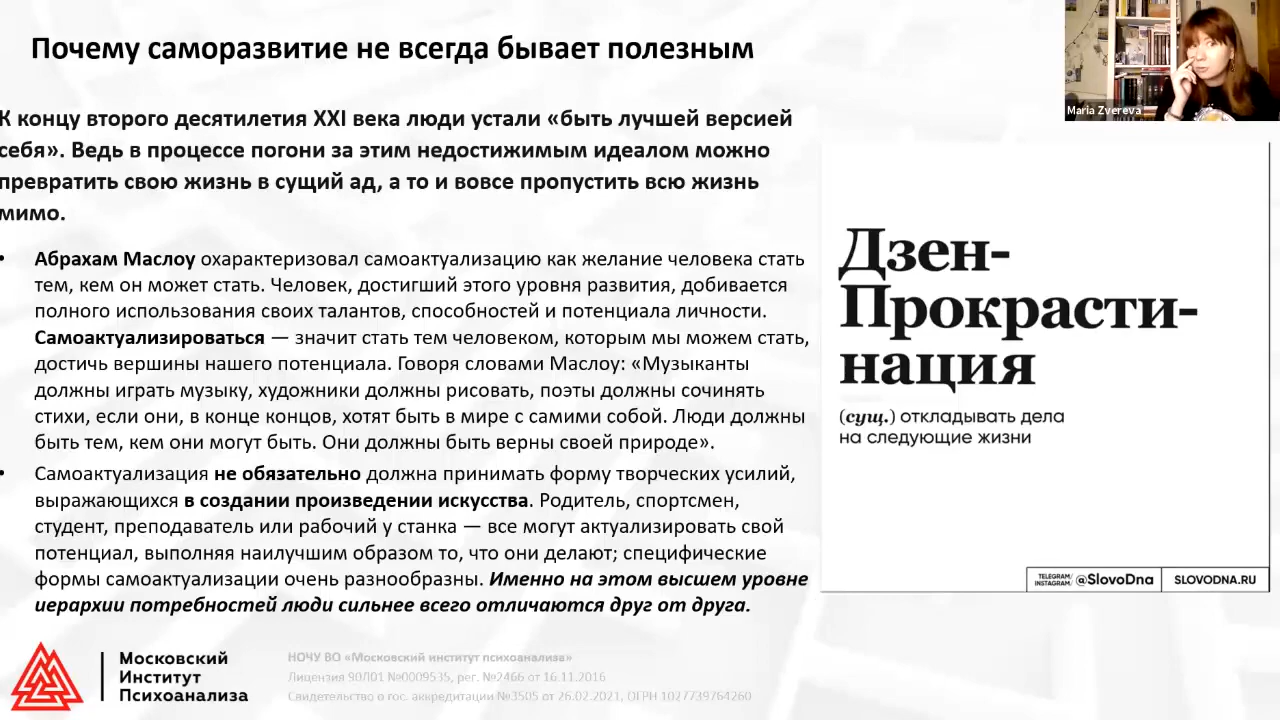 Почему саморазвитие не всегда бывает полезным
Maria Zvereva
К концу второго десятилетия XXI века люди устали «быть лучшей версией
себя». Ведь в процессе погони за этим недостижимым идеалом можно
превратить свою жизнь в сущий ад, а то и вовсе пропустить всю жизнь
мимо.
• Абрахам Маслоу охарактеризовал самоактуализацию как желание человека стать
тем, кем он может стать. Человек, достигший этого уровня развития, добивается
полного использования своих талантов, способностей и потенциала личности.
Самоактуализироваться — значит стать тем человеком, которым мы можем стать,
достичь вершины нашего потенциала. Говоря словами Маслоу: «Музыканты
должны играть музыку, художники должны рисовать, поэты должны сочинять
стихи, если они, в конце концов, хотят быть в мире с самими собой. Люди должны
быть тем, кем они могут быть. Они должны быть верны своей природе».
• Самоактуализация не обязательно должна принимать форму творческих усилий,
выражающихся в создании произведении искусства. Родитель, спортсмен,
студент, преподаватель или рабочий у станка — все могут актуализировать свой
потенциал, выполняя наилучшим образом то, что они делают; специфические
формы самоактуализации очень разнообразны. Именно на этом высшем уровне
иерархии потребностей люди сильнее всего отличаются друг от друга.
Дзен-
Прокрасти-
нация
(сущ.) откладывать дела
на следующие жизни
TELEGRAM/
INSTAGRAM/
@SlovoDna
SLOVODNA.RU
Московский
Институт
Психоанализа
НОЧУ ВО «Московский институт психоанализа»
Лицензия 90Л01 №0009535, рег. №2466 от 16.11.2016
Свидетельство о гос. аккредитации №3505 от 26.02.2021, ОГРН 1027739764260